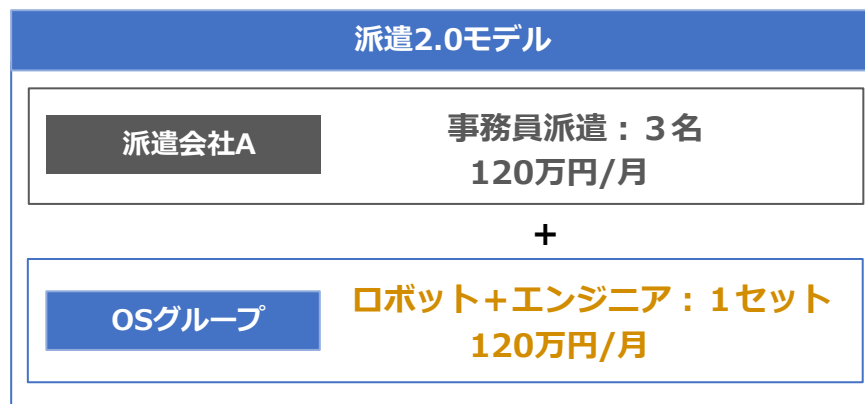 派遣2.0モデル
派遣会社A
事務員派遣：３名
120万円/月
+
OSグループ
ロボット＋エンジニア：１セット
120万円/月